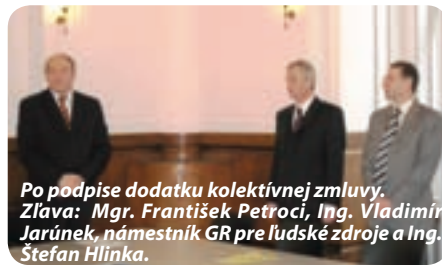 Po podpise dodatku kolektívnej zmluvy.
Zľava: Mgr. František Petroci, Ing. Vladimír
Jarúnek, námestník GR pre ľudské zdroje a Ing.
Štefan Hlinka.